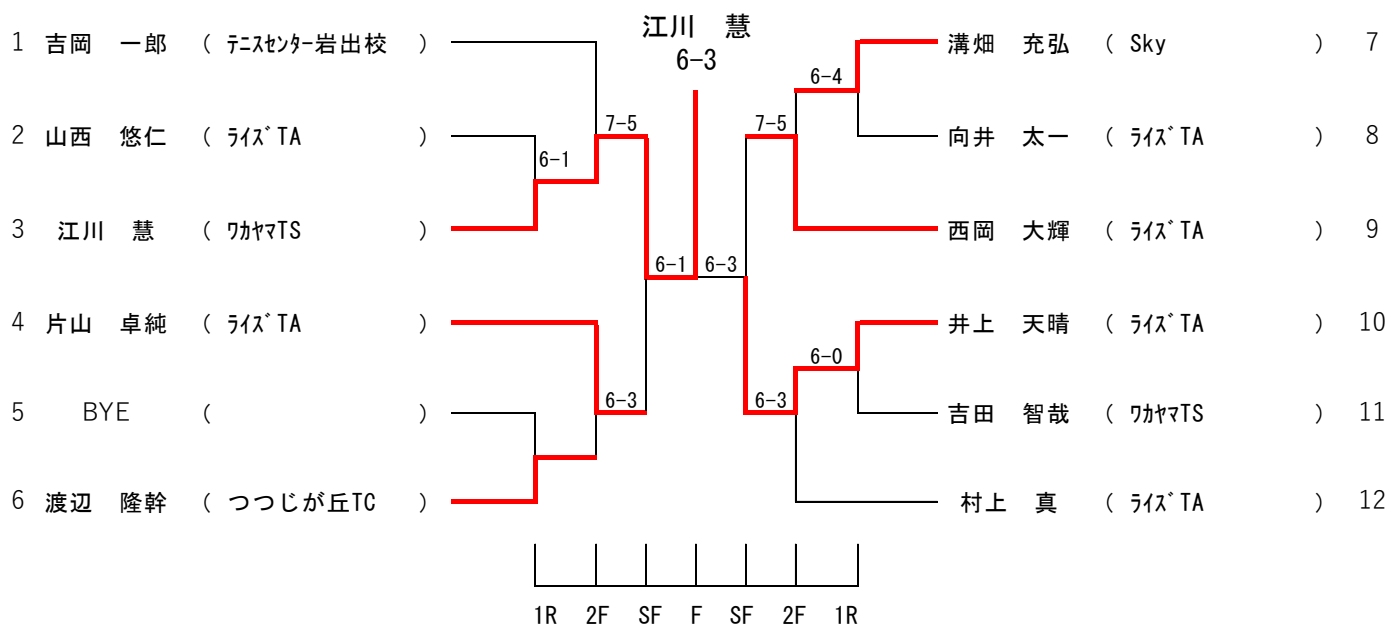 江川　慧
6-3
1 吉岡　一郎 ( ﾃﾆｽｾﾝﾀｰ岩出校 )
2 山西　悠仁 ( ﾗｲｽﾞTA )
3 江川　慧 ( ﾜｶﾔﾏTS )
4 片山　卓純 ( ﾗｲｽﾞTA )
5 BYE ( )
6 渡辺　隆幹 ( つつじが丘TC )
7-5
6-1
6-3
6-1
6-3
7-5
6-4
6-0
6-3
溝畑　充弘 ( Sky ) 7
向井　太一 ( ﾗｲｽﾞTA ) 8
西岡　大輝 ( ﾗｲｽﾞTA ) 9
井上　天晴 ( ﾗｲｽﾞTA ) 10
吉田　智哉 ( ﾜｶﾔﾏTS ) 11
村上　真 ( ﾗｲｽﾞTA ) 12
1R 2F SF F SF 2F 1R